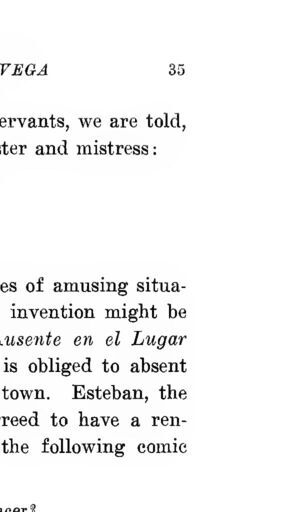 VEGA 35
ervants, we are told,
ster and mistress:
es of amusing situa-
invention might be
usente en el Lugar
is obliged to absent
town. Esteban, the
reed to have a ren-
the following comic